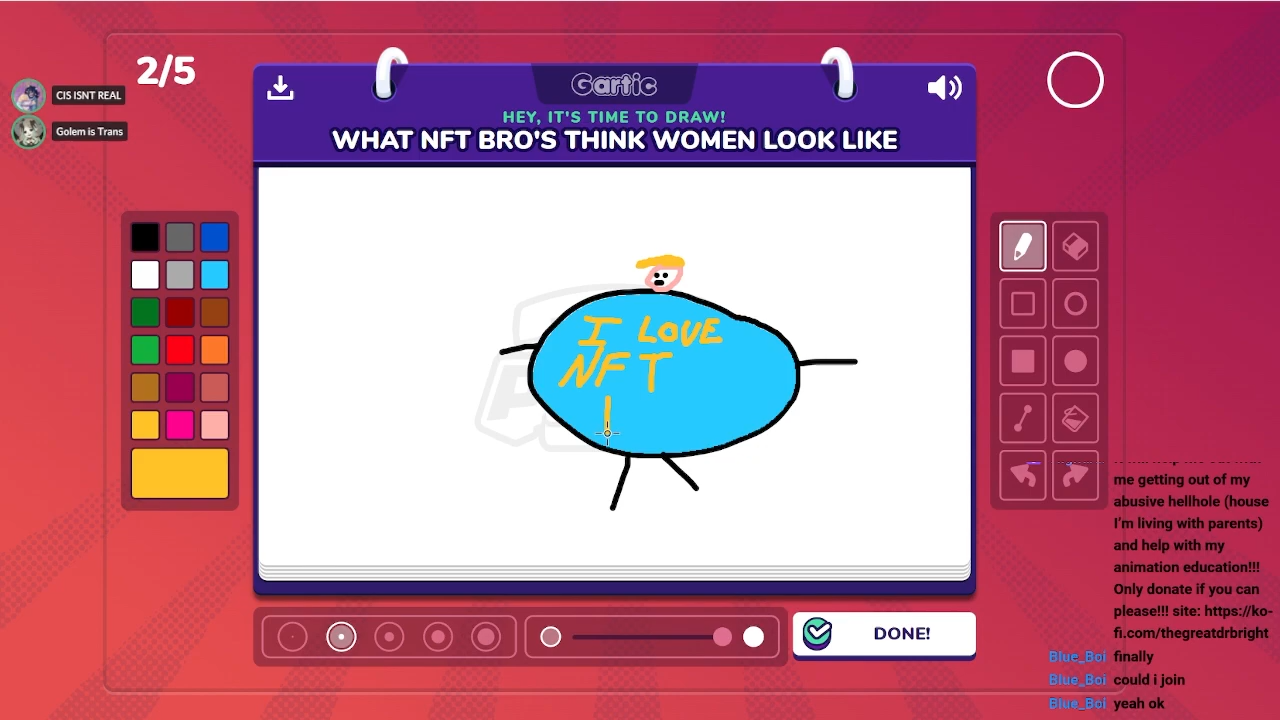 2/5
CIS ISNT REAL
Golem is Trans
Gartic
HEY, IT'S TIME TO DRAW!
WHAT NFT BRO'S THINK WOMEN LOOK LIKE
I LOVE
NFT
DONE!
me getting out of my
abusive hellhole (house
I'm living with parents)
and help with my
animation education!!!
Only donate if you can
please!!! site: https://ko-
fi.com/thegreatdrbright
Blue_Boi finally
Blue_Boi could i join
Blue_Boi yeah ok